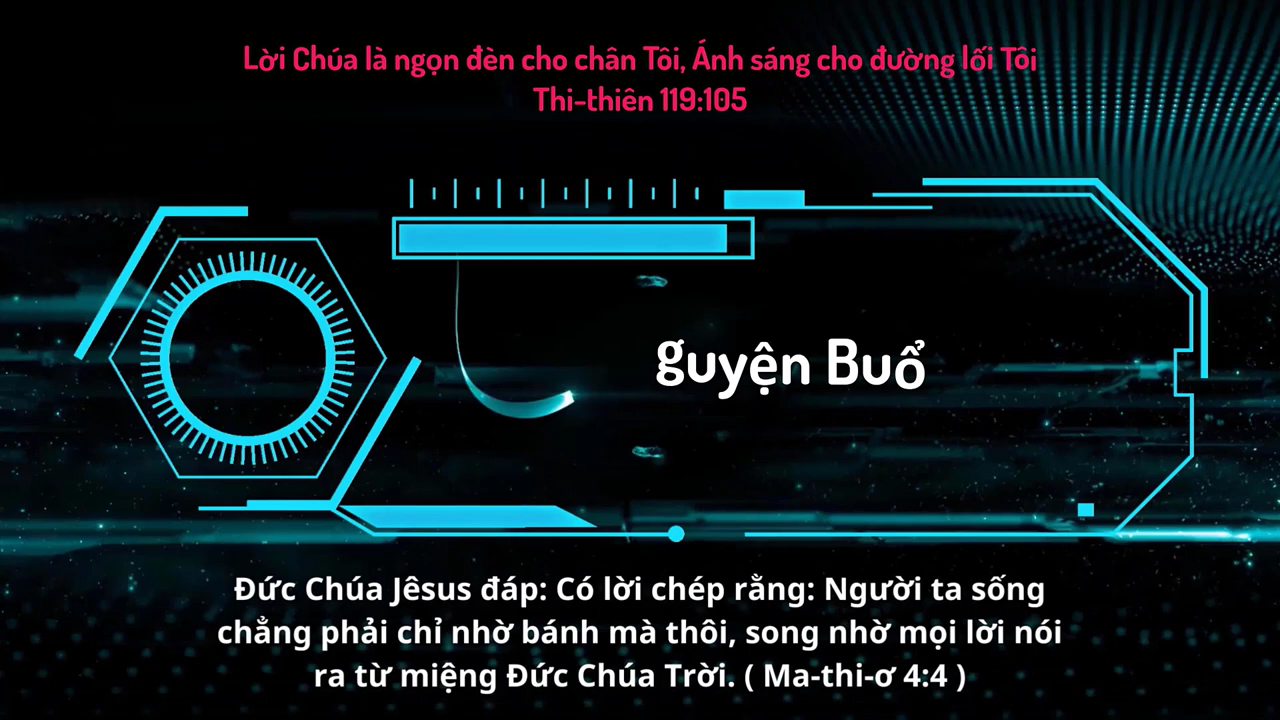 Lời Chúa là ngọn đèn cho chân Tôi, Ánh sáng cho đường lối Tôi
Thi-thiên 119:105
guyện Buổ
Đức Chúa Jêsus đáp: Có lời chép rằng: Người ta sống
chẳng phải chỉ nhờ bánh mà thôi, song nhờ mọi lời nói
ra từ miệng Đức Chúa Trời. ( Ma-thi-ơ 4:4 )